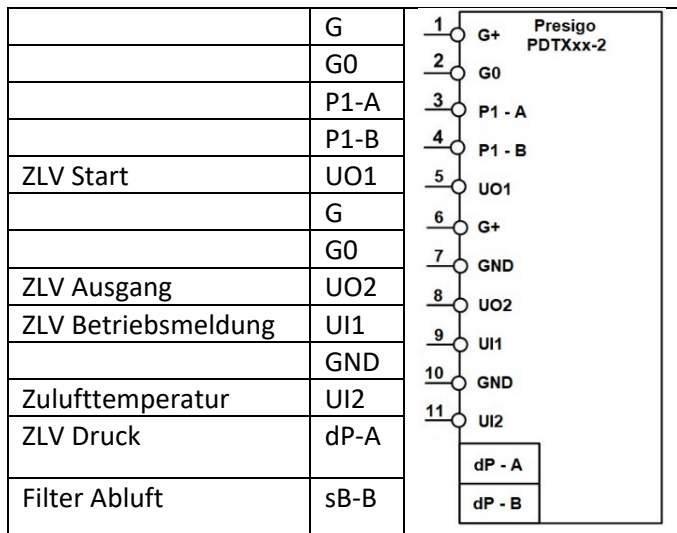 G
G0
P1-A
P1-B
ZLV Start UO1
G
G0
ZLV Ausgang UO2
ZLV Betriebsmeldung UI1
GND
Zulufttemperatur UI2
ZLV Druck dP-A
Filter Abluft sB-B
Presigo
PDTXxx-2
1 G+
2 G0
3 P1 - A
4 P1 - B
5 UO1
6 G+
7 GND
8 UO2
9 UI1
10 GND
11 UI2
dP - A
dP - B